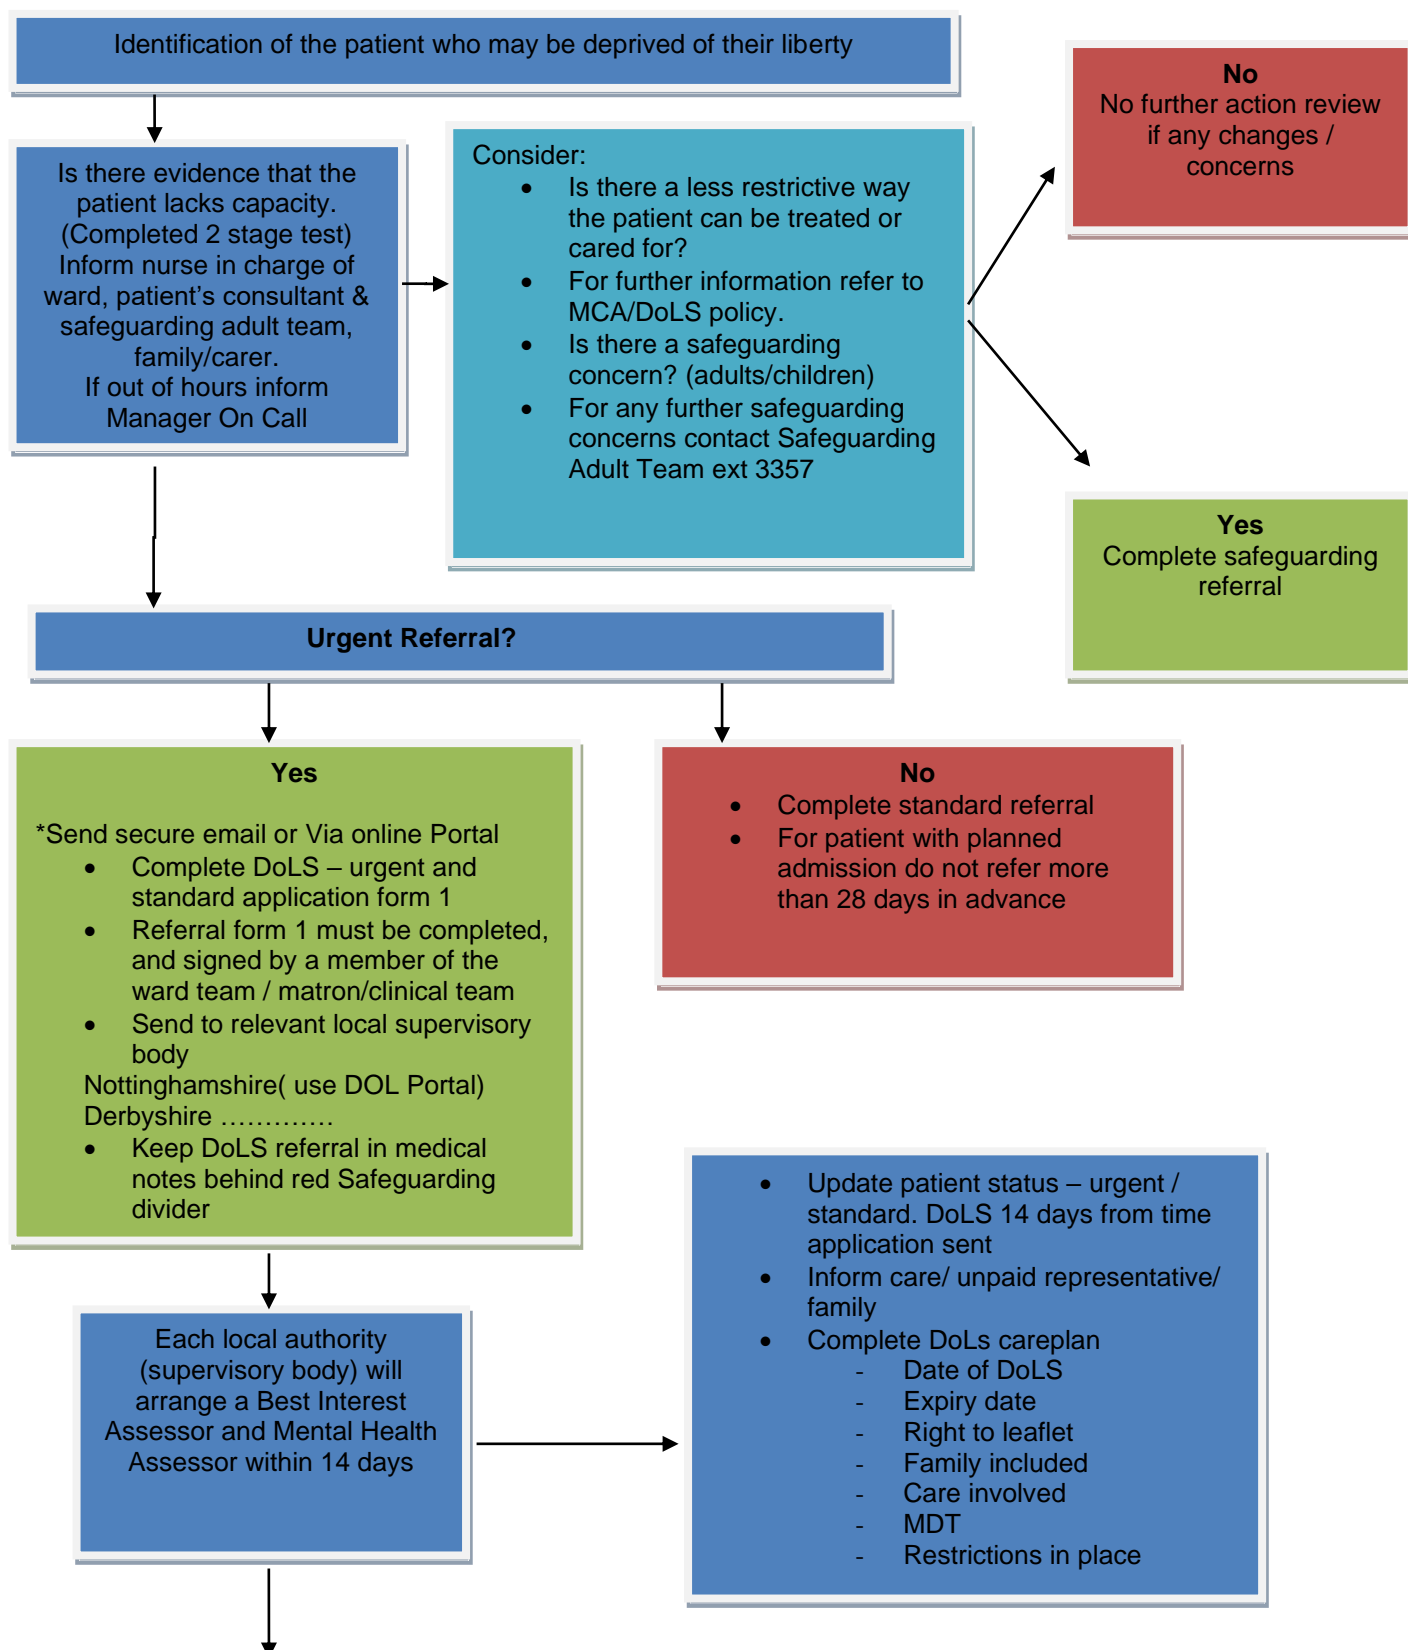 Identification of the patient who may be deprived of their liberty
Is there evidence that the
patient lacks capacity.
(Completed 2 stage test)
Inform nurse in charge of
ward, patient’s consultant &
safeguarding adult team,
family/carer.
If out of hours inform
Manager On Call
Consider:
• Is there a less restrictive way
the patient can be treated or
cared for?
• For further information refer to
MCA/DoLS policy.
• Is there a safeguarding
concern? (adults/children)
• For any further safeguarding
concerns contact Safeguarding
Adult Team ext 3357
No
No further action review
if any changes /
concerns
Yes
Complete safeguarding
referral
Urgent Referral?
Yes
*Send secure email or Via online Portal
• Complete DoLS – urgent and
standard application form 1
• Referral form 1 must be completed,
and signed by a member of the
ward team / matron/clinical team
• Send to relevant local supervisory
body
Nottinghamshire( use DOL Portal)
Derbyshire ………….
• Keep DoLS referral in medical
notes behind red Safeguarding
divider
No
• Complete standard referral
• For patient with planned
admission do not refer more
than 28 days in advance
Each local authority
(supervisory body) will
arrange a Best Interest
Assessor and Mental Health
Assessor within 14 days
• Update patient status – urgent /
standard. DoLS 14 days from time
application sent
• Inform care/ unpaid representative/
family
• Complete DoLs careplan
- Date of DoLS
- Expiry date
- Right to leaflet
- Family included
- Care involved
- MDT
- Restrictions in place